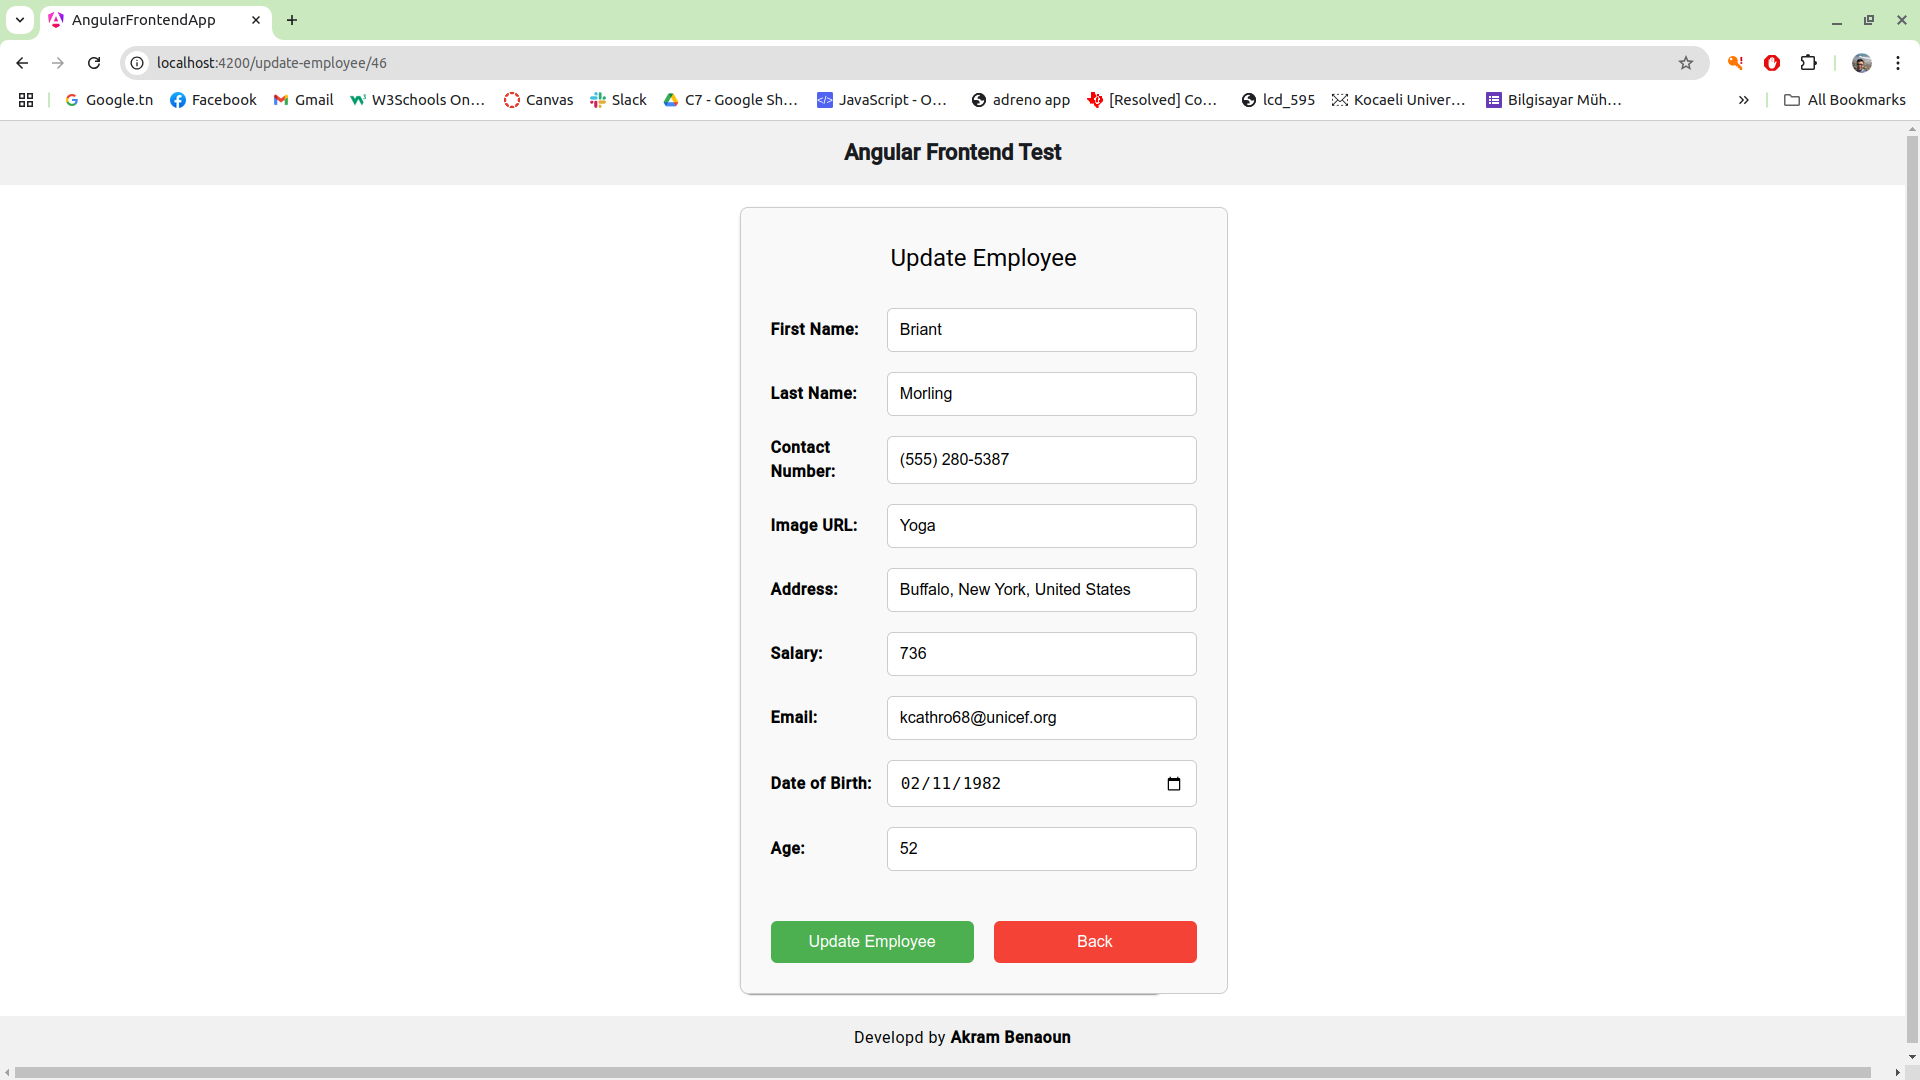 AngularFrontendApp
localhost:4200/update-employee/46
Google.tn
Facebook
Gmail
W3Schools On...
Canvas
Slack
C7 - Google Sh...
JavaScript - O...
adreno app
[Resolved] Co...
lcd_595
Kocaeli Univer...
Bilgisayar Müh...
All Bookmarks
Angular Frontend Test
Update Employee
First Name: Briant
Last Name: Morling
Contact
Number: (555) 280-5387
Image URL: Yoga
Address: Buffalo, New York, United States
Salary: 736
Email: kcathro68@unicef.org
Date of Birth: 02/11/1982
Age: 52
Update Employee
Back
Developd by Akram Benaoun